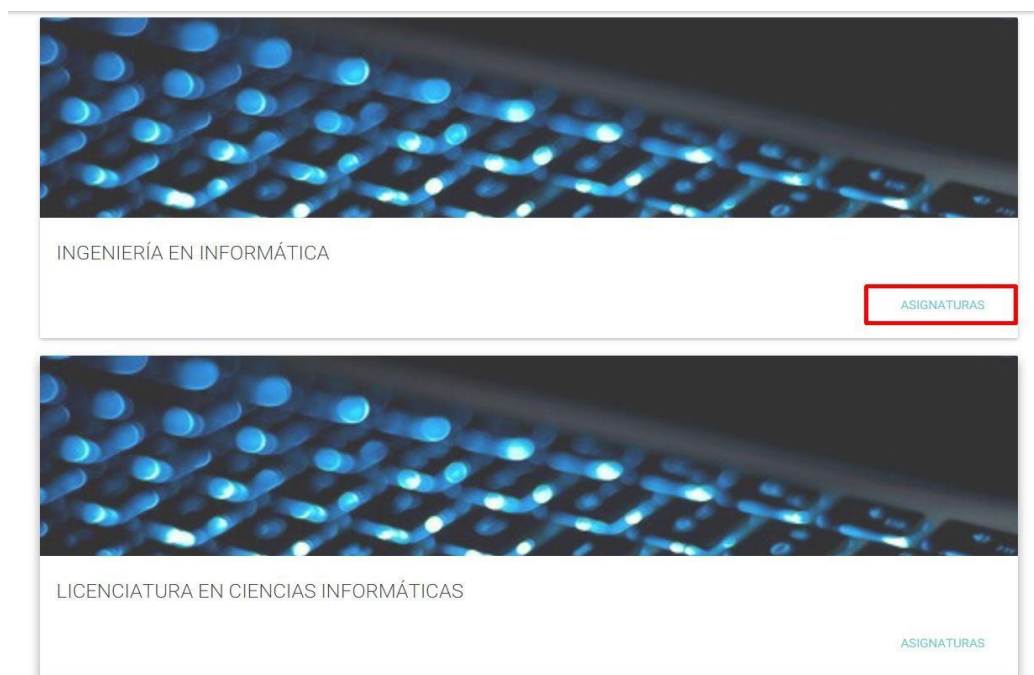 INGENIERÍA EN INFORMÁTICA
ASIGNATURAS
LICENCIATURA EN CIENCIAS INFORMÁTICAS
ASIGNATURAS